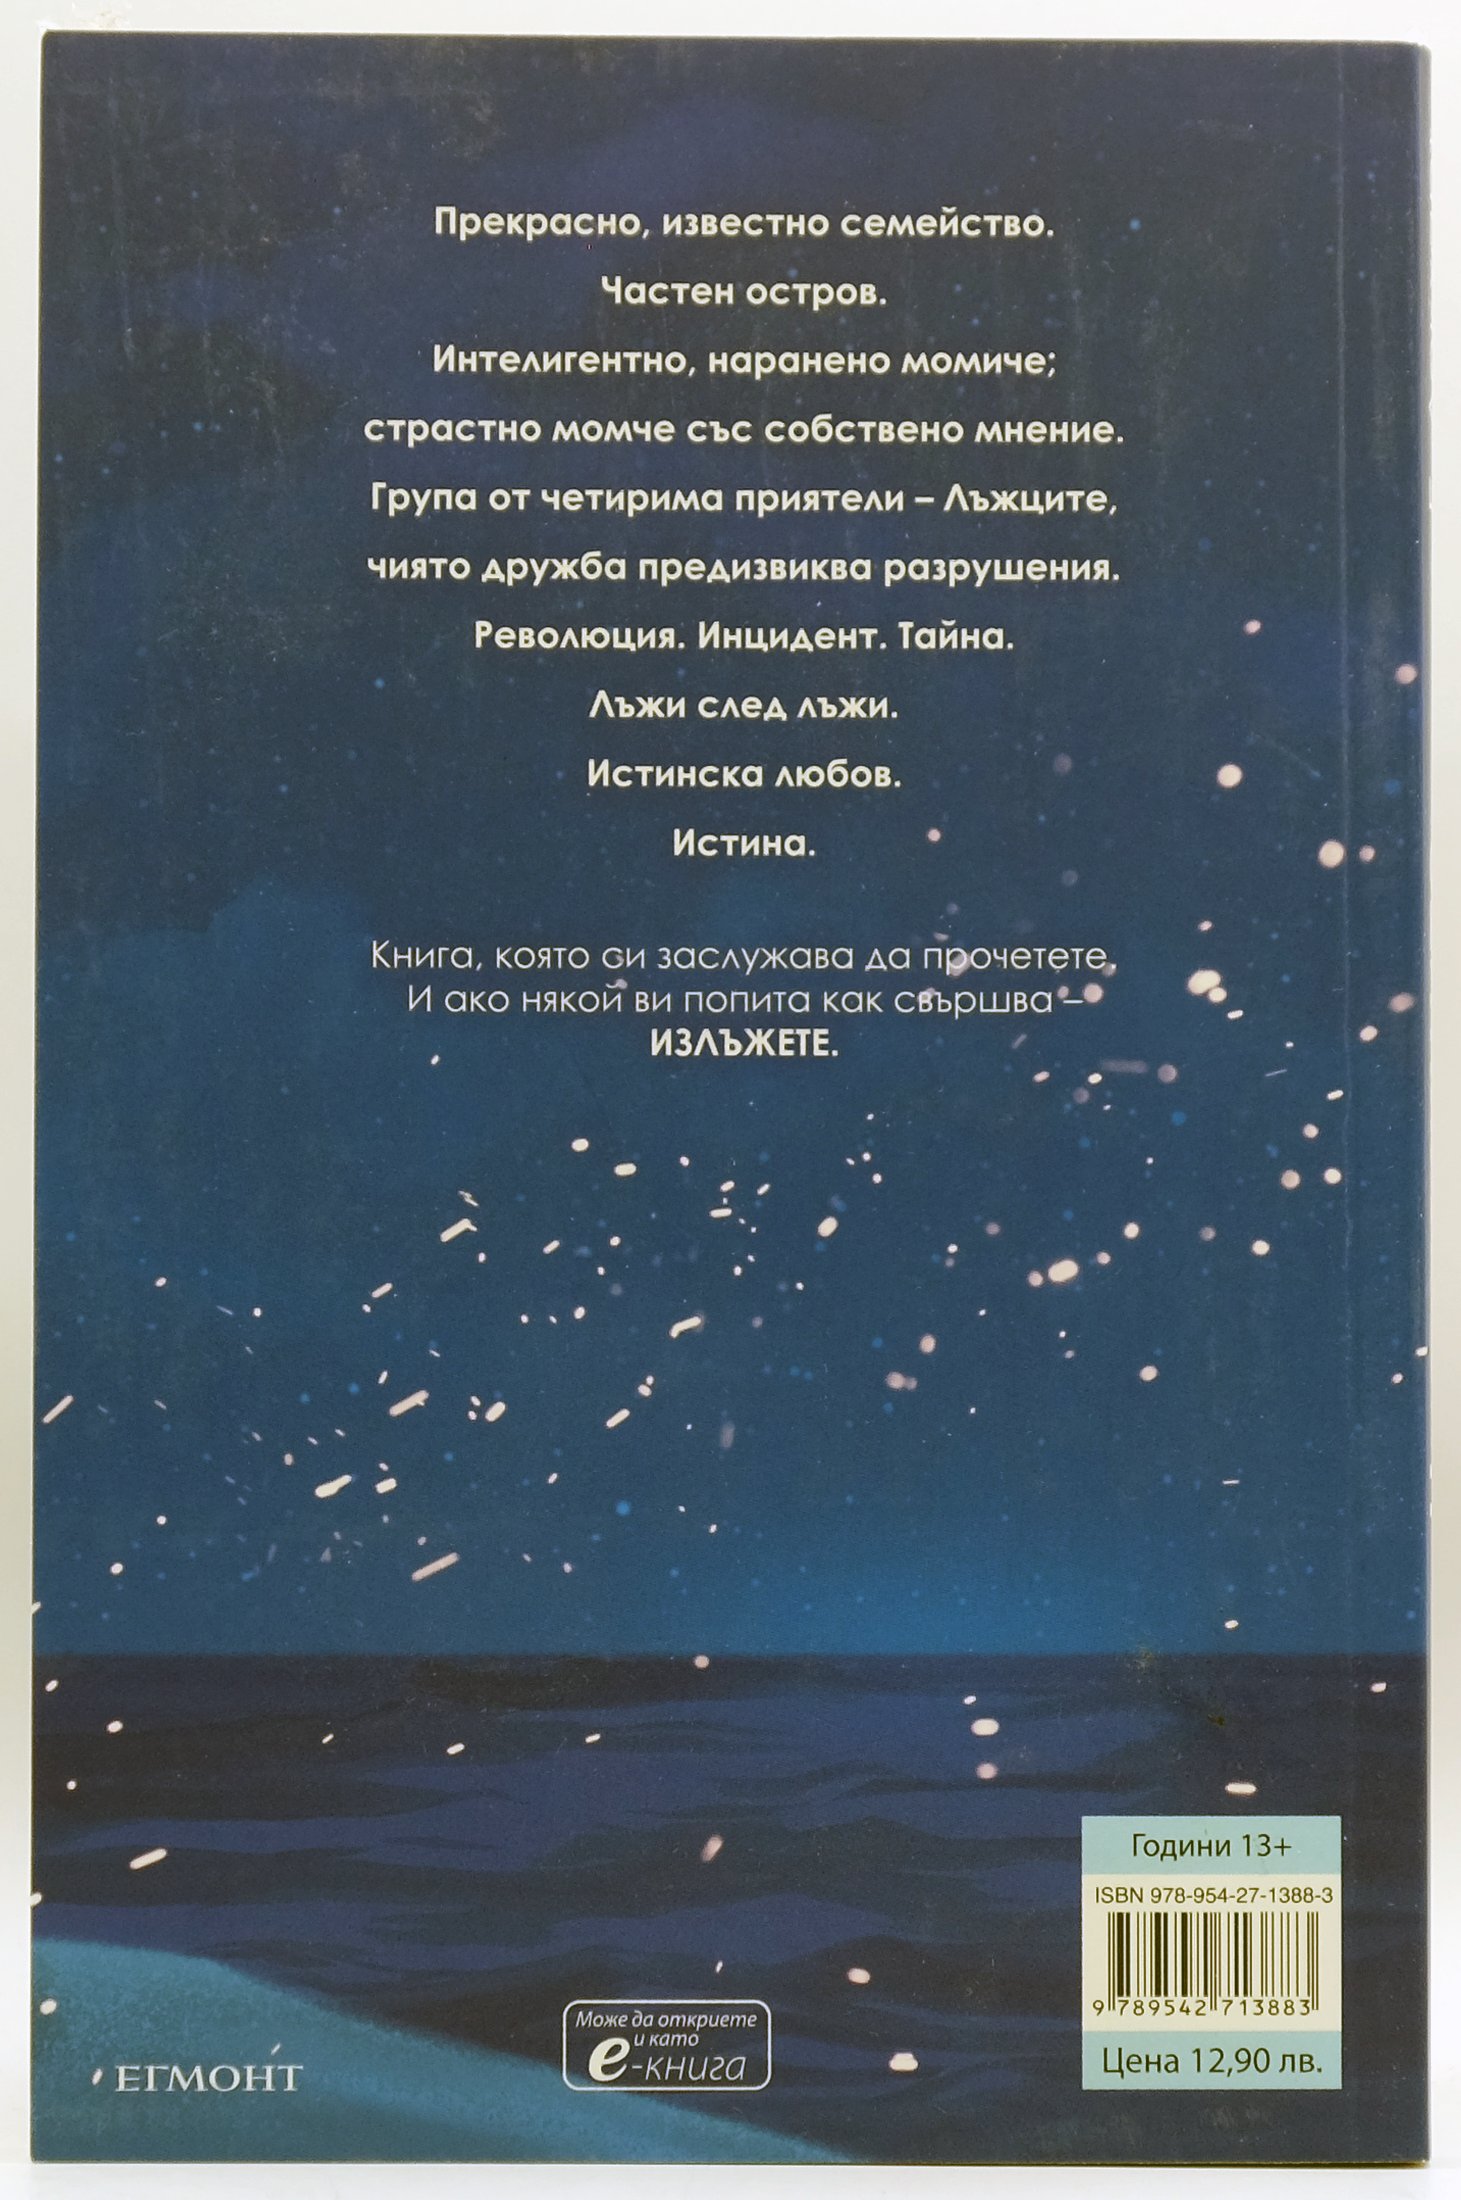 Прекрасно, известно семейство.
Частен остров.
Интелигентно, наранено момиче;
страстно момче със собствено мнение.
Група от четирима приятели – Лъжците,
чиято дружба предизвиква разрушения.
Революция. Инцидент. Тайна.
Лъжи след лъжи.
Истинска любов.
Истина.
Книга, която си заслужава да прочетете.
И ако някой ви попита как свършва –
ИЗЛЪЖЕТЕ.
Години 13+
ISBN 978-954-27-1388-3
9 789542 713883
Цена 12,90 лв.
Може да откриете
и като
е-книга
ЕГМОНТ